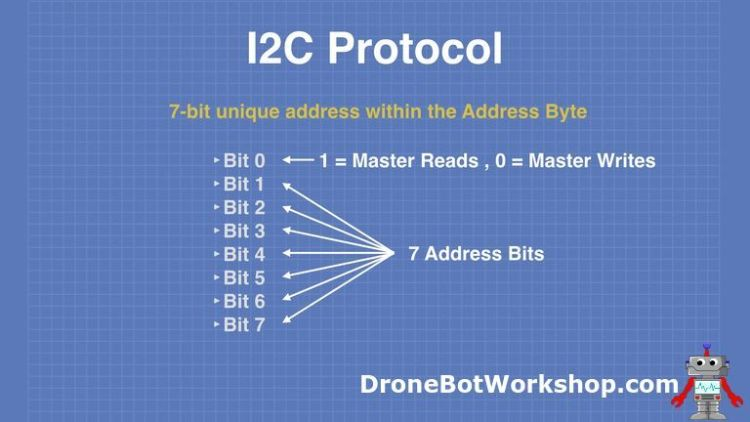 I2C Protocol
7-bit unique address within the Address Byte
Bit 0 1 = Master Reads , 0 = Master Writes
Bit 1
Bit 2
Bit 3
Bit 4 7 Address Bits
Bit 5
Bit 6
Bit 7
DroneBotWorkshop.com